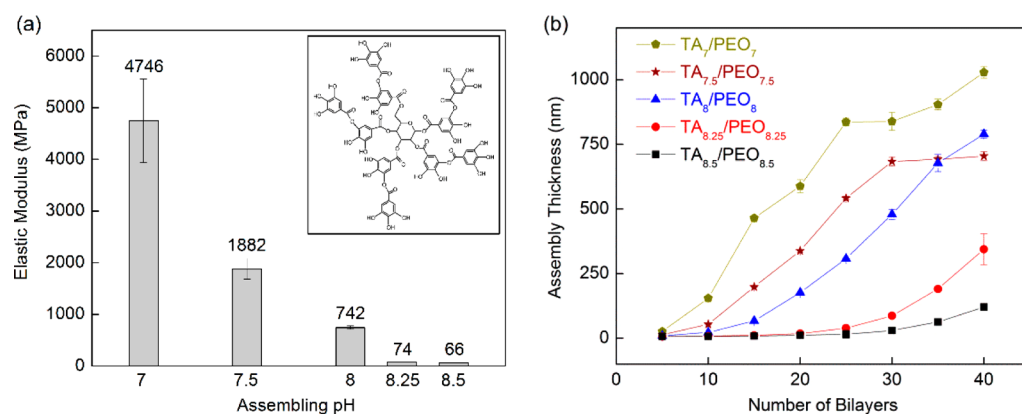 (a)
Elastic Modulus (MPa)
6000
5000
4000
3000
2000
1000
0
4746
1882
742
74
66
7
7.5
8
8.25
8.5
Assembling pH
(b)
Assembly Thickness (nm)
1000
750
500
250
0
TA7/PEO7
TA7.5/PEO7.5
TA8/PEO8
TA8.25/PEO8.25
TA8.5/PEO8.5
0
10
20
30
40
Number of Bilayers